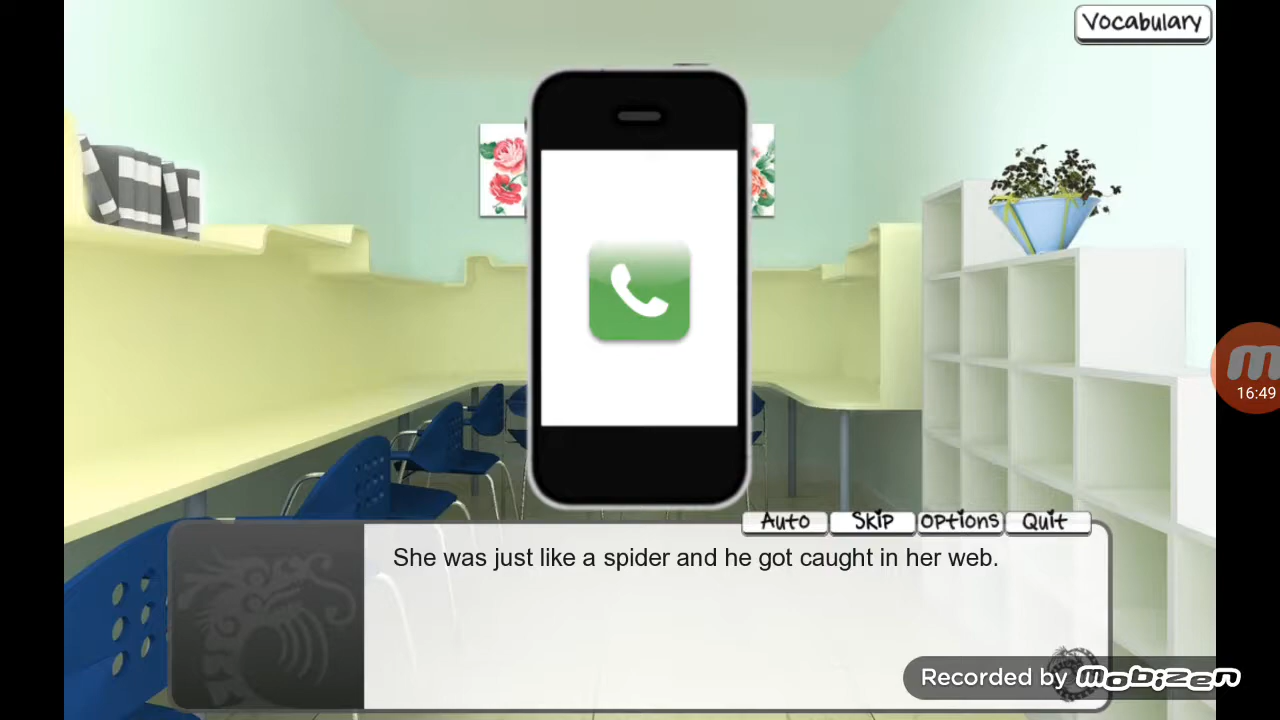 Vocabulary
16:49
Auto
Skip
Options
Quit
She was just like a spider and he got caught in her web.
Recorded by Mobizen